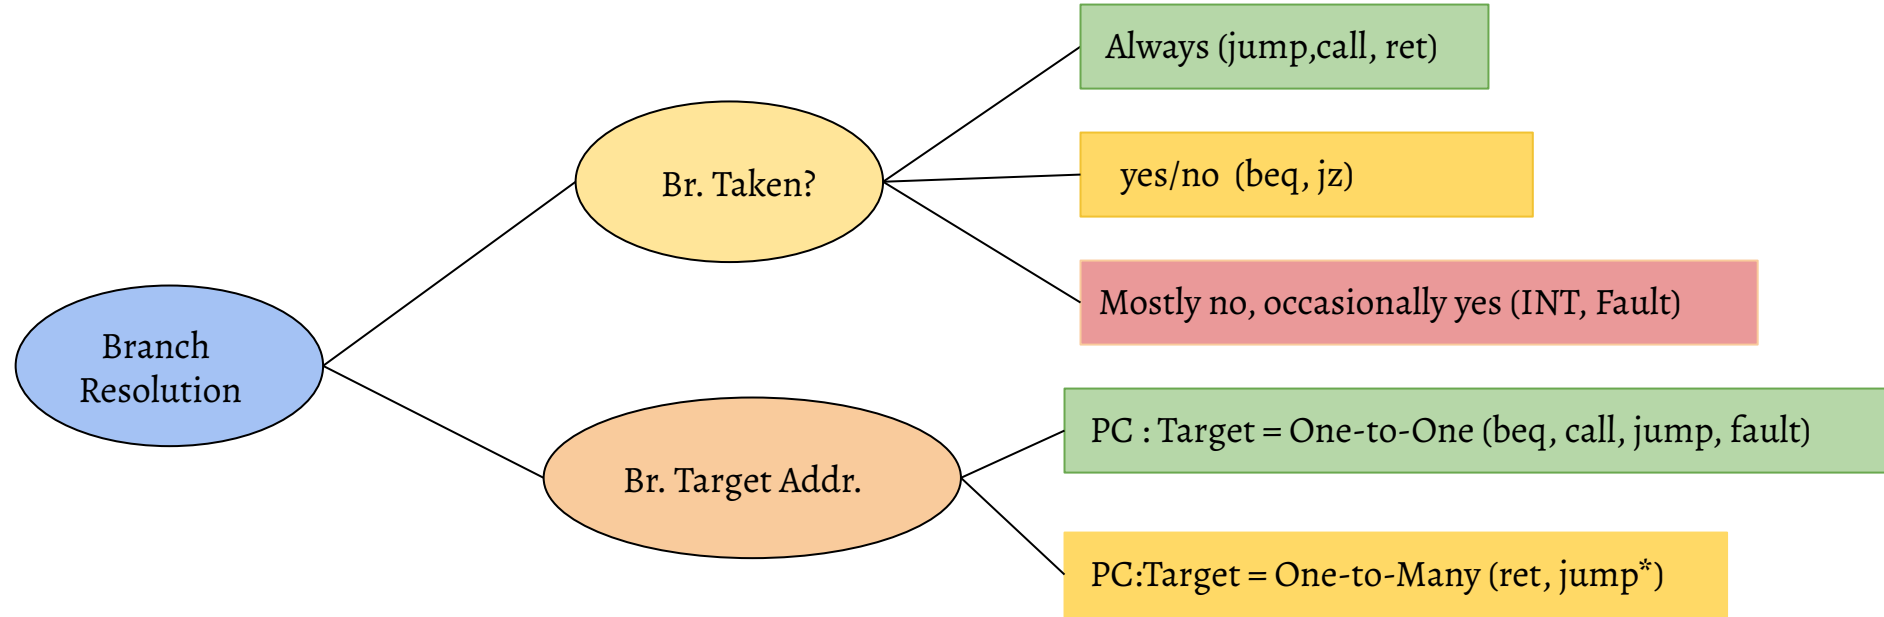 Always (jump,call, ret)
Br. Taken?
yes/no (beq, jz)
Mostly no, occasionally yes (INT, Fault)
Branch
Resolution
PC : Target = One-to-One (beq, call, jump, fault)
Br. Target Addr.
PC:Target = One-to-Many (ret, jump*)